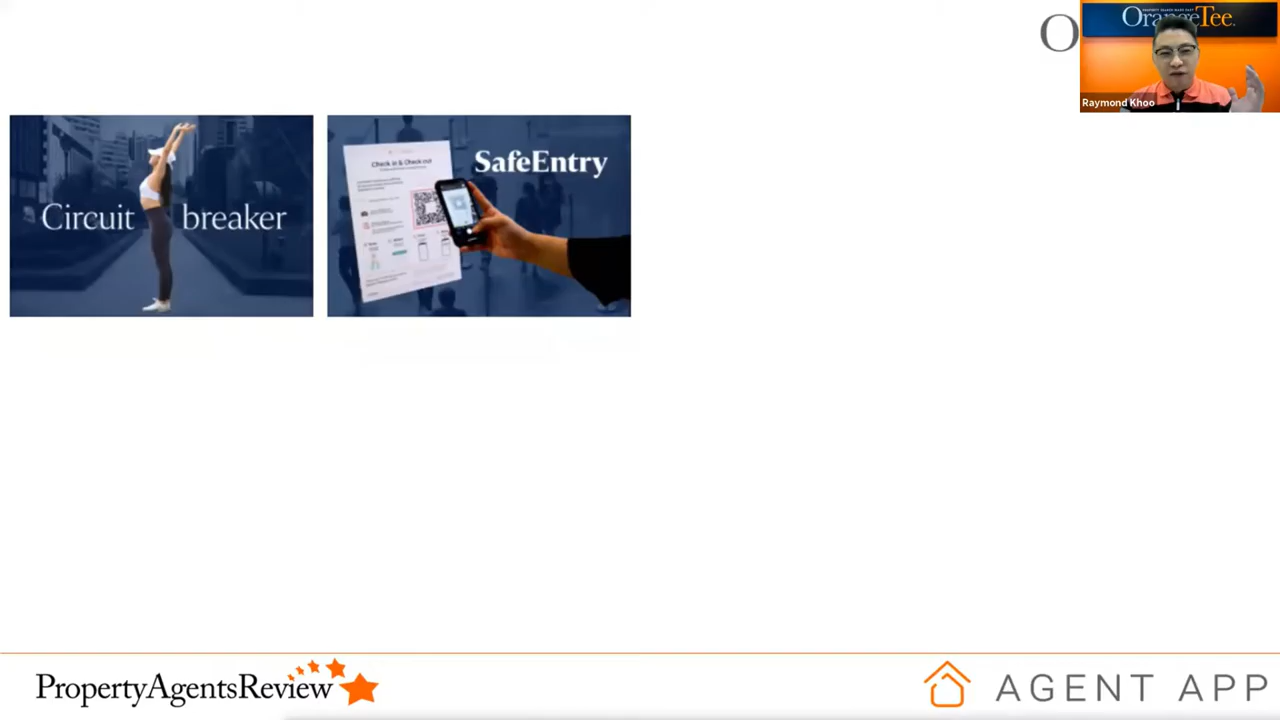 O
OrangeTee
Raymond Khoo
Circuit breaker
SafeEntry
Check in & Check out
PropertyAgentsReview
AGENT APP